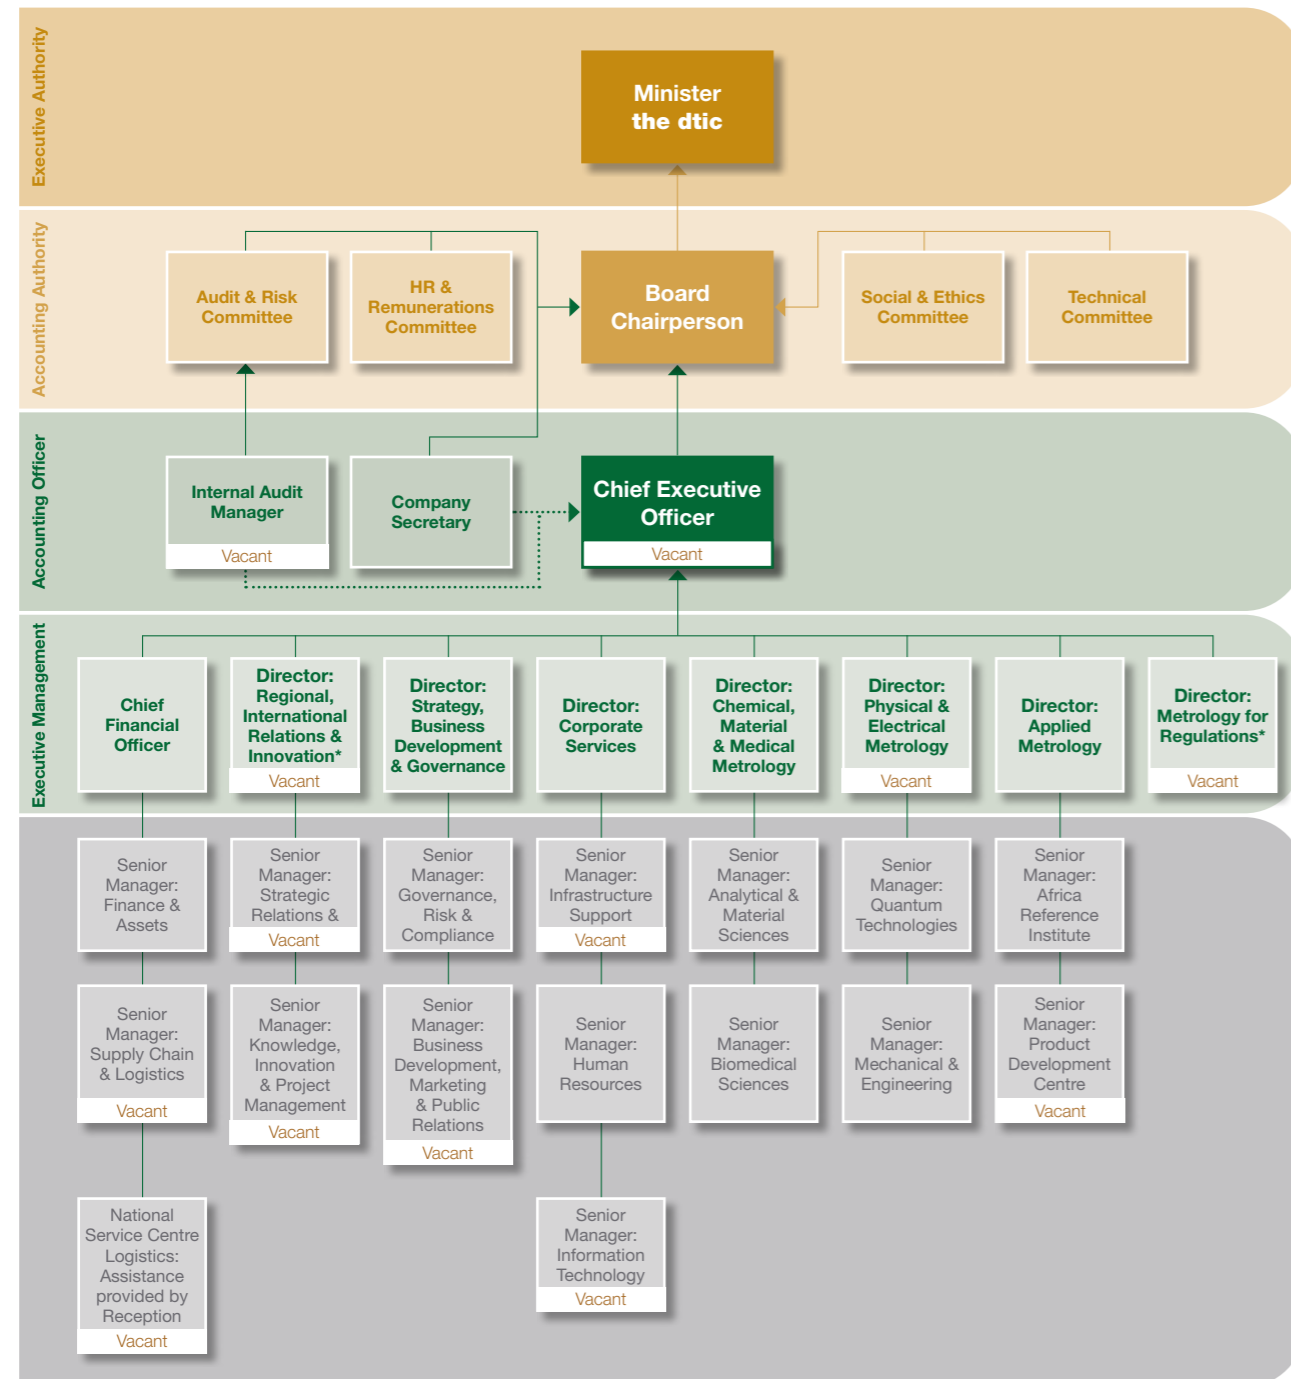 Executive Authority
Minister
the dtic
Accounting Authority
Audit & Risk
Committee
HR &
Remunerations
Committee
Board
Chairperson
Social & Ethics
Committee
Technical
Committee
Accounting Officer
Internal Audit
Manager
Vacant
Company
Secretary
Chief Executive
Officer
Vacant
Executive Management
Chief
Financial
Officer
Director:
Regional,
International
Relations &
Innovation*
Vacant
Director:
Strategy,
Business
Development
& Governance
Director:
Corporate
Services
Director:
Chemical,
Material
& Medical
Metrology
Director:
Physical &
Electrical
Metrology
Vacant
Director:
Applied
Metrology
Director:
Metrology for
Regulations*
Vacant
Senior
Manager:
Finance &
Assets
Senior
Manager:
Strategic
Relations &
Vacant
Senior
Manager:
Governance,
Risk &
Compliance
Senior
Manager:
Infrastructure
Support
Vacant
Senior
Manager:
Analytical &
Material
Sciences
Senior
Manager:
Quantum
Technologies
Senior
Manager:
Africa
Reference
Institute
Senior
Manager:
Supply Chain
& Logistics
Vacant
Senior
Manager:
Knowledge,
Innovation
& Project
Management
Vacant
Senior
Manager:
Business
Development,
Marketing
& Public
Relations
Vacant
Senior
Manager:
Human
Resources
Senior
Manager:
Biomedical
Sciences
Senior
Manager:
Mechanical &
Engineering
Senior
Manager:
Product
Development
Centre
Vacant
National
Service Centre
Logistics:
Assistance
provided by
Reception
Vacant
Senior
Manager:
Information
Technology
Vacant